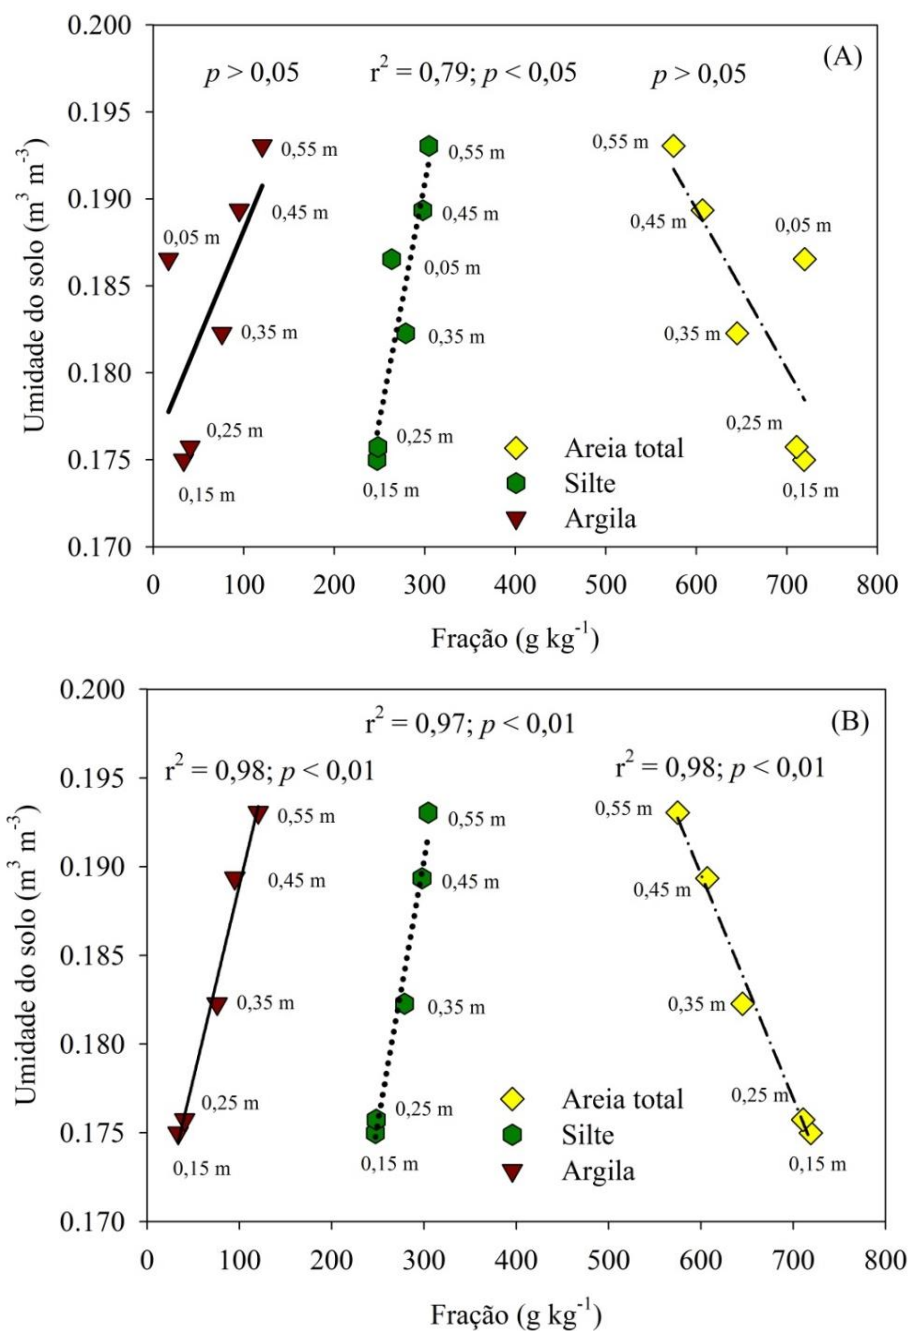 0.200
(A)
p > 0,05
r² = 0,79; p < 0,05
p > 0,05
0.195
0,55 m
0,55 m
0,55 m
0.190
0,45 m
0,45 m
0,45 m
0,05 m
0,05 m
0,05 m
0.185
0,35 m
0,35 m
0,35 m
0.180
0,25 m
0,25 m
0,25 m
0.175
0,15 m
0,15 m
0,15 m
0.170
Areia total
Silte
Argila
Umidade do solo (m³ m⁻³)
0 100 200 300 400 500 600 700 800
Fração (g kg⁻¹)
0.200
(B)
r² = 0,97; p < 0,01
r² = 0,98; p < 0,01
r² = 0,98; p < 0,01
0.195
0,55 m
0,55 m
0,55 m
0.190
0,45 m
0,45 m
0,45 m
0.185
0,35 m
0,35 m
0,35 m
0.180
0,25 m
0,25 m
0,25 m
0.175
0,15 m
0,15 m
0,15 m
0.170
Areia total
Silte
Argila
Umidade do solo (m³ m⁻³)
0 100 200 300 400 500 600 700 800
Fração (g kg⁻¹)